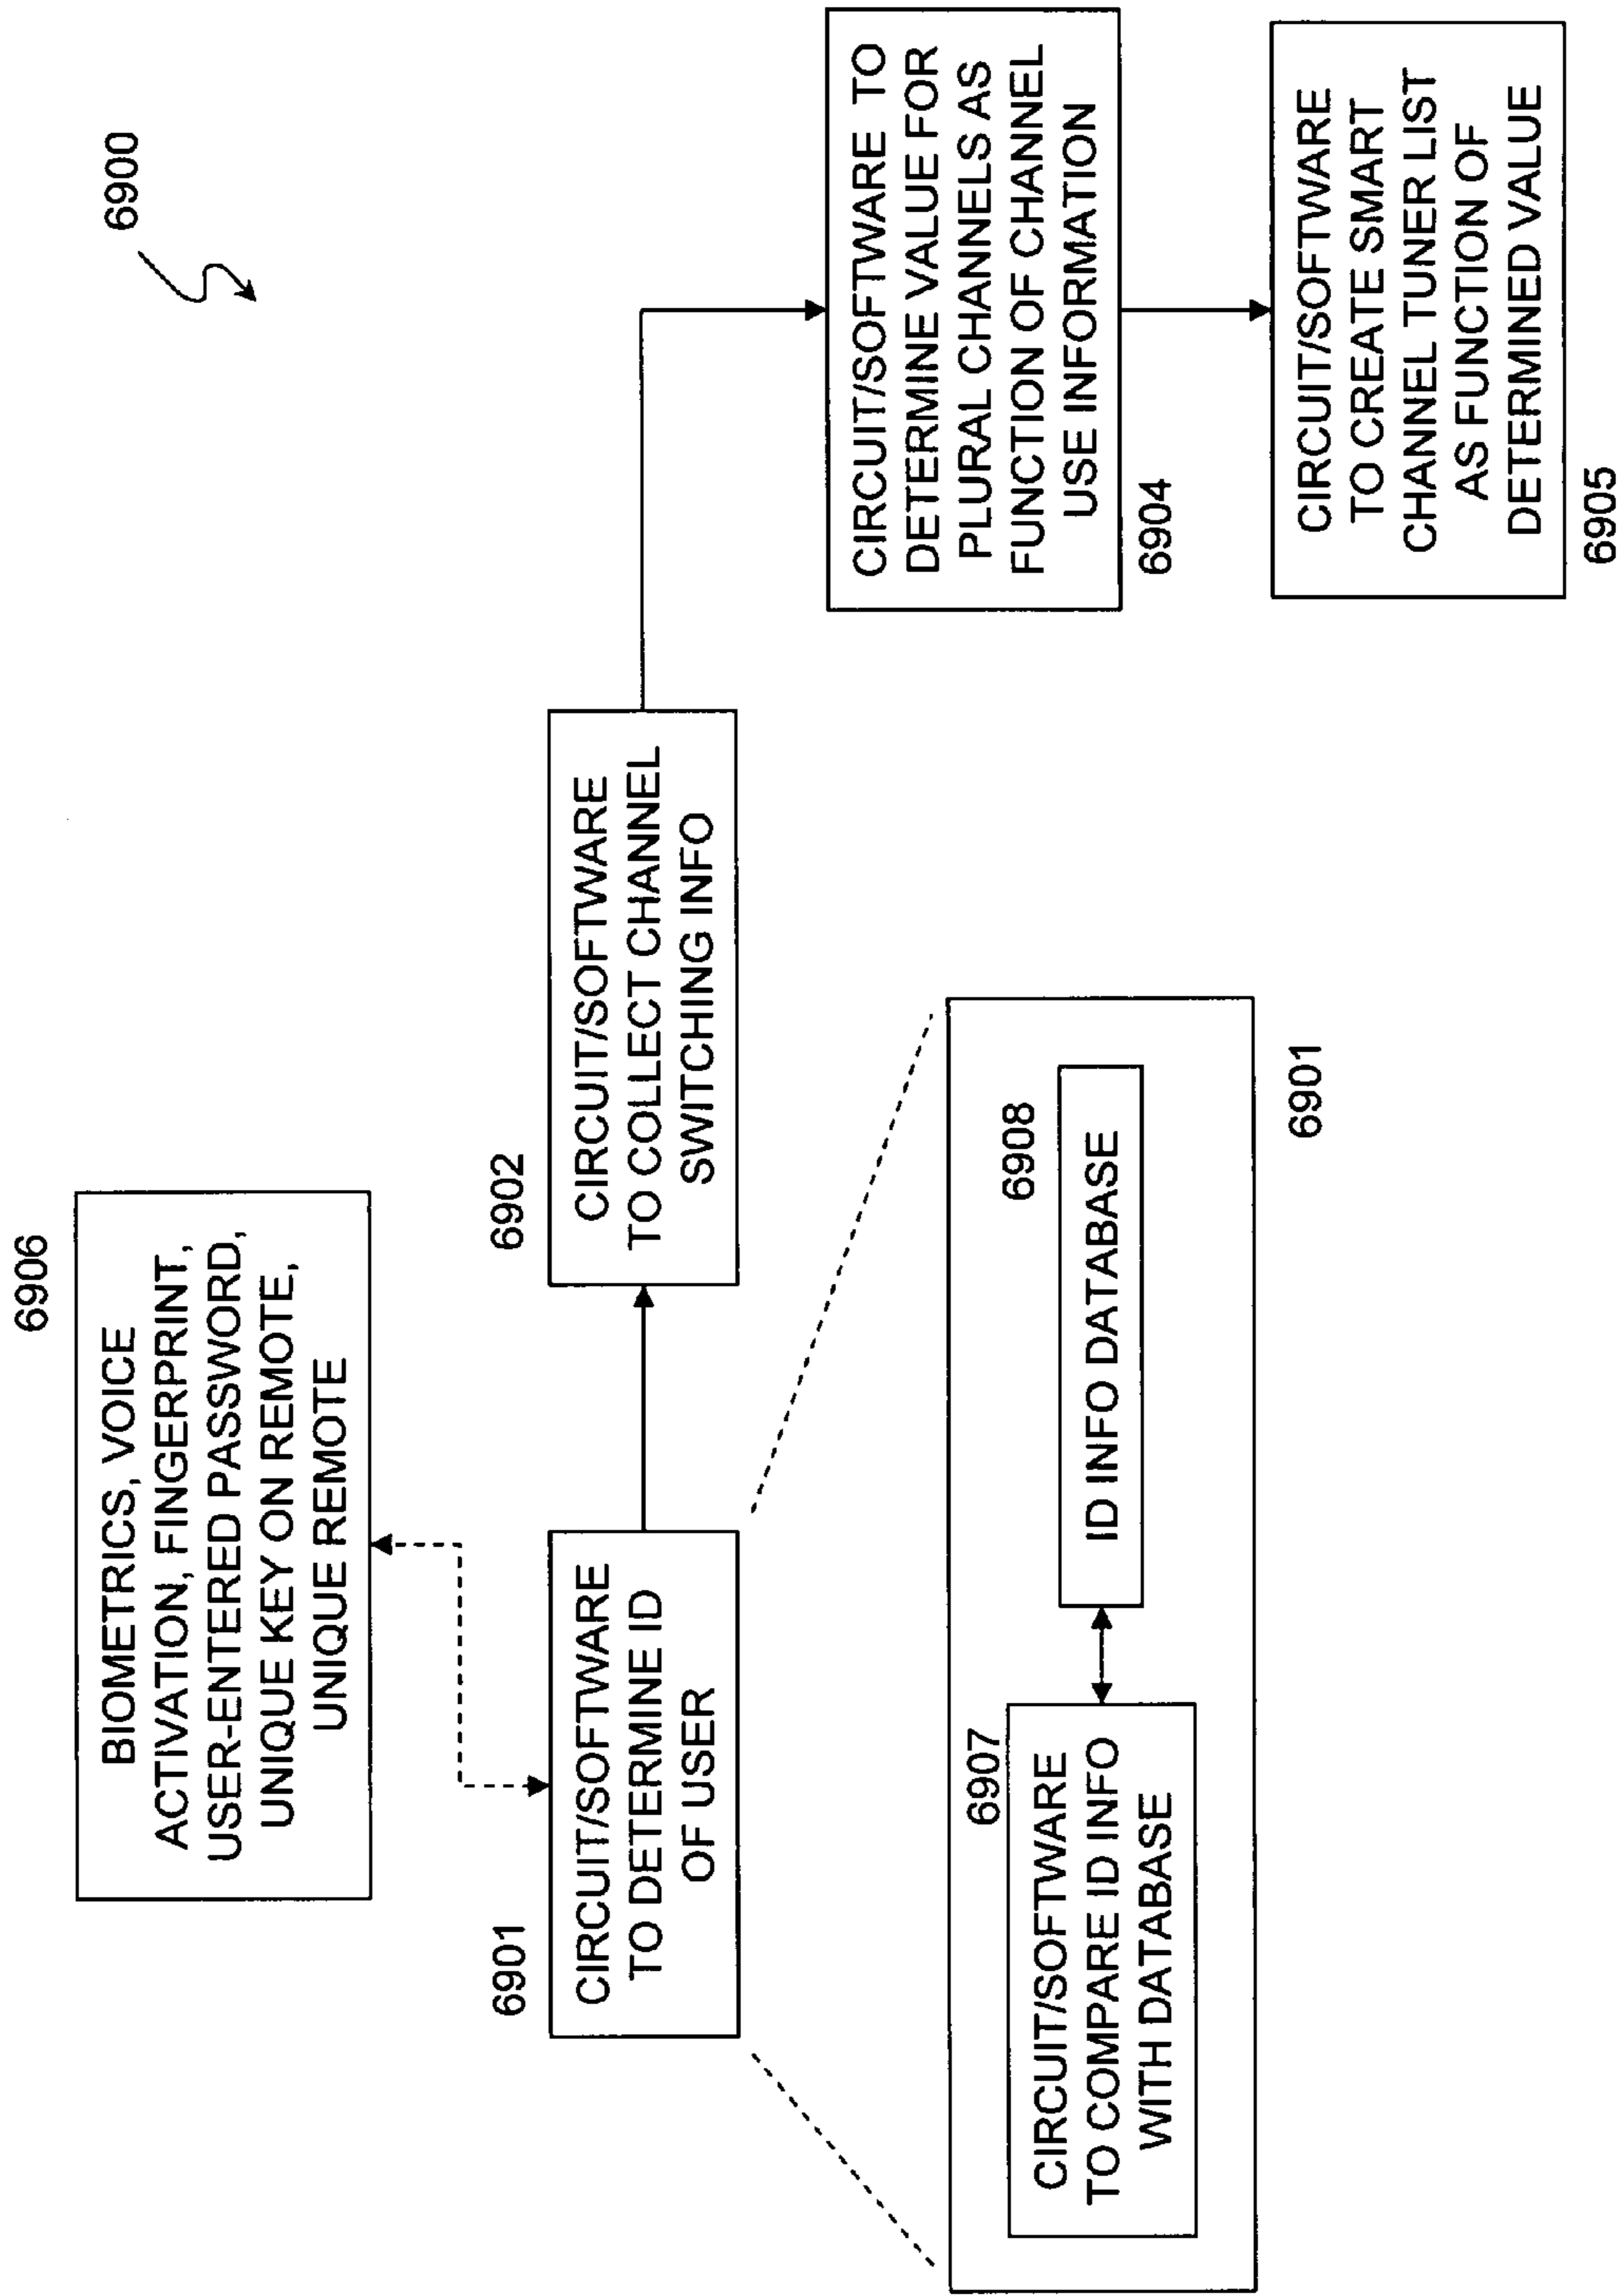 6900
6906
BIOMETRICS, VOICE
ACTIVATION, FINGERPRINT,
USER-ENTERED PASSWORD,
UNIQUE KEY ON REMOTE,
UNIQUE REMOTE
6901
CIRCUIT/SOFTWARE
TO DETERMINE ID
OF USER
6902
CIRCUIT/SOFTWARE
TO COLLECT CHANNEL
SWITCHING INFO
CIRCUIT/SOFTWARE TO
DETERMINE VALUE FOR
PLURAL CHANNELS AS
FUNCTION OF CHANNEL
USE INFORMATION
6904
CIRCUIT/SOFTWARE
TO CREATE SMART
CHANNEL TUNER LIST
AS FUNCTION OF
DETERMINED VALUE
6905
6907
CIRCUIT/SOFTWARE
TO COMPARE ID INFO
WITH DATABASE
6908
ID INFO DATABASE
6901